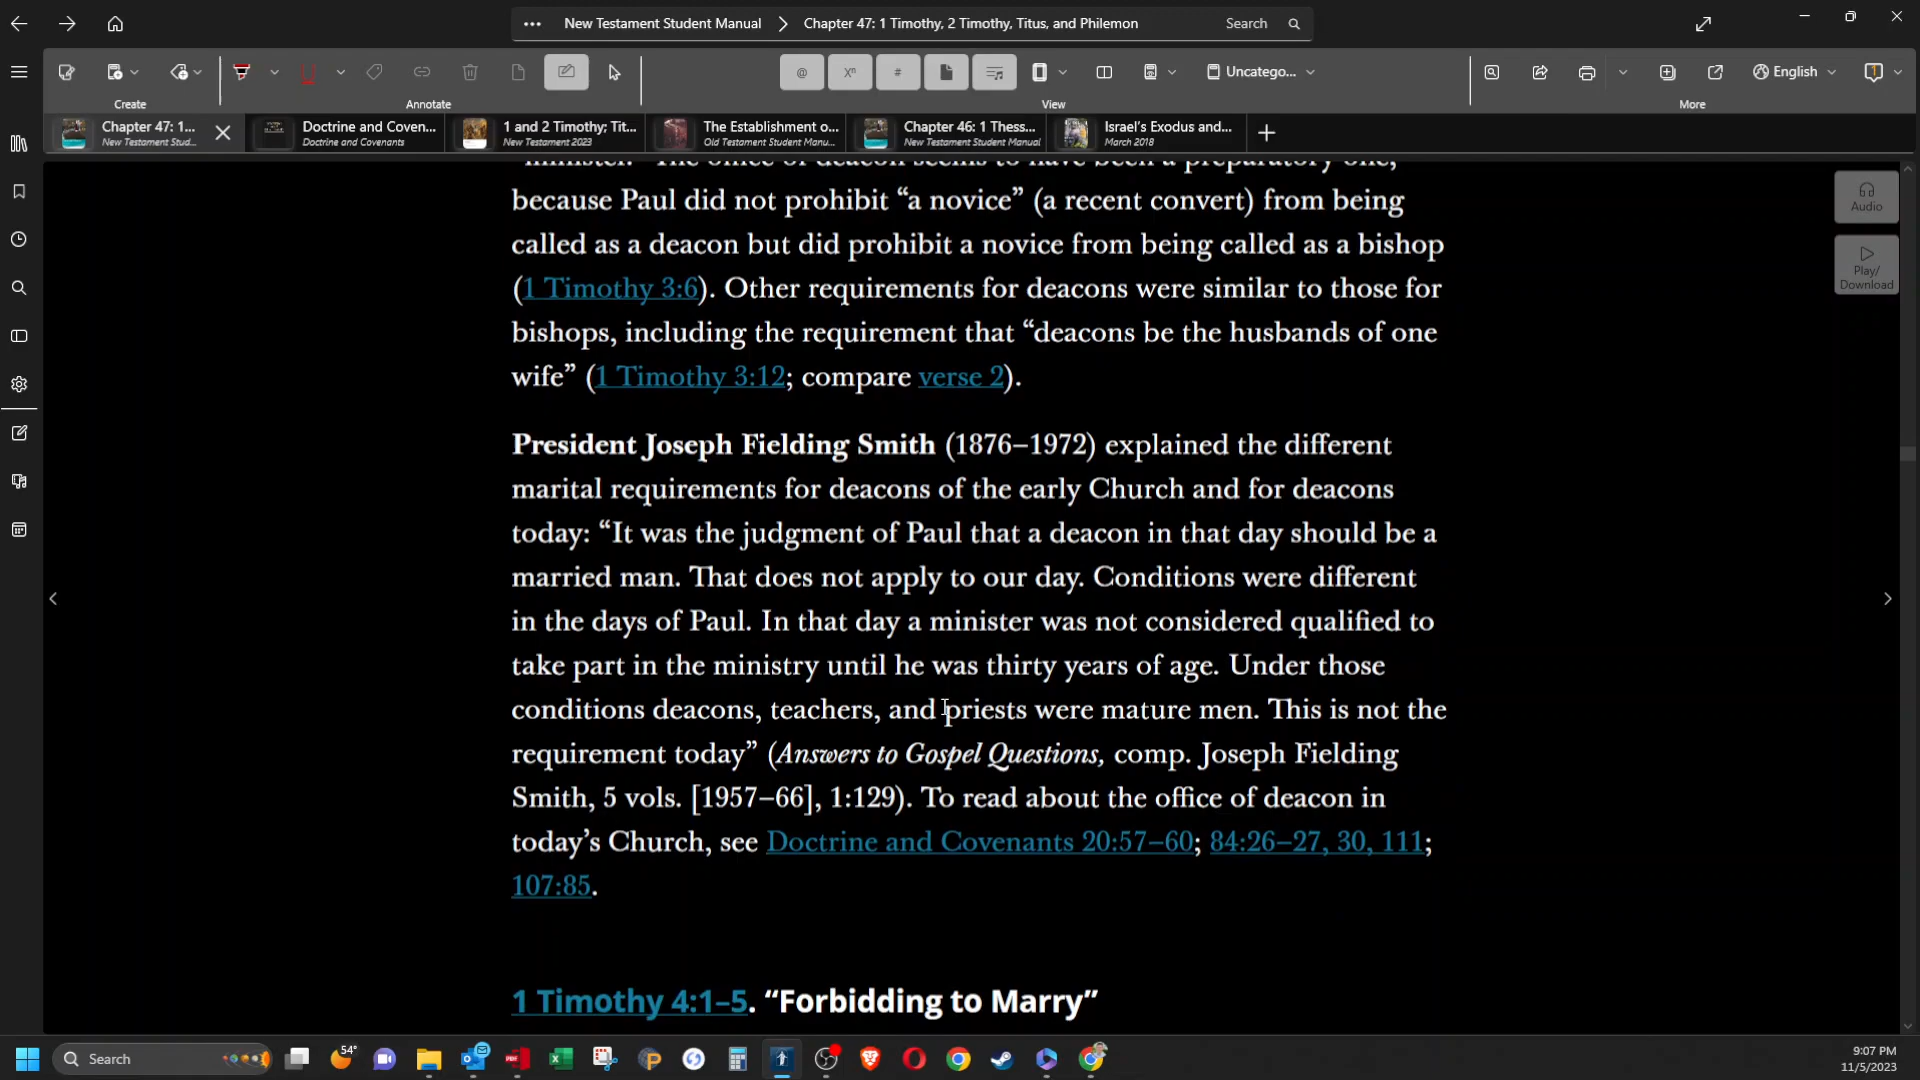 New Testament Student Manual
Chapter 47: 1 Timothy, 2 Timothy, Titus, and Philemon
Search
Uncatego...
English
Create
Annotate
View
More
Chapter 47: 1...
New Testament Stud...
Doctrine and Coven...
Doctrine and Covenants
1 and 2 Timothy; Tit...
New Testament 2023
The Establishment o...
Old Testament Student Manu...
Chapter 46: 1 Thess...
New Testament Student Manual
Israel's Exodus and...
March 2018
Audio
Play/
Download
“minister.” The office of deacon seems to have been a preparatory one,
because Paul did not prohibit “a novice” (a recent convert) from being
called as a deacon but did prohibit a novice from being called as a bishop
(1 Timothy 3:6). Other requirements for deacons were similar to those for
bishops, including the requirement that “deacons be the husbands of one
wife” (1 Timothy 3:12; compare verse 2).
President Joseph Fielding Smith (1876–1972) explained the different
marital requirements for deacons of the early Church and for deacons
today: “It was the judgment of Paul that a deacon in that day should be a
married man. That does not apply to our day. Conditions were different
in the days of Paul. In that day a minister was not considered qualified to
take part in the ministry until he was thirty years of age. Under those
conditions deacons, teachers, and priests were mature men. This is not the
requirement today” (Answers to Gospel Questions, comp. Joseph Fielding
Smith, 5 vols. [1957–66], 1:129). To read about the office of deacon in
today’s Church, see Doctrine and Covenants 20:57–60; 84:26–27, 30, 111;
107:85.
1 Timothy 4:1–5. “Forbidding to Marry”
Search
54°
9:07 PM
11/5/2023